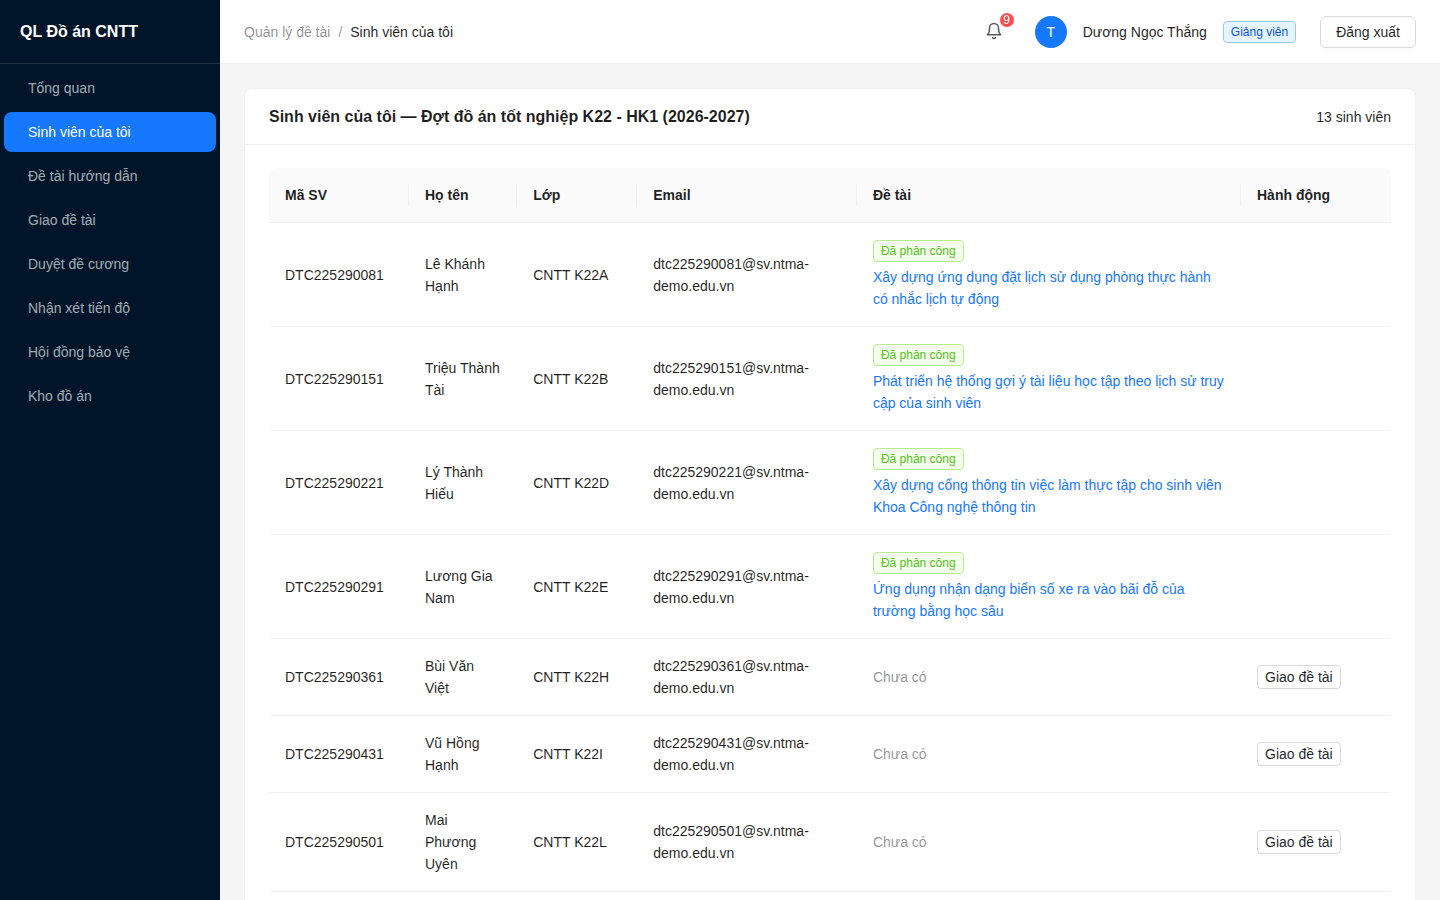 QL Đồ án CNTT
Quản lý đề tài / Sinh viên của tôi
9
T
Dương Ngọc Thắng
Giảng viên
Đăng xuất
Tổng quan
Sinh viên của tôi
Đề tài hướng dẫn
Giao đề tài
Duyệt đề cương
Nhận xét tiến độ
Hội đồng bảo vệ
Kho đồ án
Sinh viên của tôi — Đợt đồ án tốt nghiệp K22 - HK1 (2026-2027)
13 sinh viên
Mã SV Họ tên Lớp Email Đề tài Hành động
DTC225290081
Lê Khánh
Hạnh
CNTT K22A
dtc225290081@sv.ntma-
demo.edu.vn
Đã phân công
Xây dựng ứng dụng đặt lịch sử dụng phòng thực hành
có nhắc lịch tự động
DTC225290151
Triệu Thành
Tài
CNTT K22B
dtc225290151@sv.ntma-
demo.edu.vn
Đã phân công
Phát triển hệ thống gợi ý tài liệu học tập theo lịch sử truy
cập của sinh viên
DTC225290221
Lý Thành
Hiếu
CNTT K22D
dtc225290221@sv.ntma-
demo.edu.vn
Đã phân công
Xây dựng cổng thông tin việc làm thực tập cho sinh viên
Khoa Công nghệ thông tin
DTC225290291
Lương Gia
Nam
CNTT K22E
dtc225290291@sv.ntma-
demo.edu.vn
Đã phân công
Ứng dụng nhận dạng biển số xe ra vào bãi đỗ của
trường bằng học sâu
DTC225290361
Bùi Văn
Việt
CNTT K22H
dtc225290361@sv.ntma-
demo.edu.vn
Chưa có
Giao đề tài
DTC225290431
Vũ Hồng
Hạnh
CNTT K22I
dtc225290431@sv.ntma-
demo.edu.vn
Chưa có
Giao đề tài
DTC225290501
Mai
Phương
Uyên
CNTT K22L
dtc225290501@sv.ntma-
demo.edu.vn
Chưa có
Giao đề tài